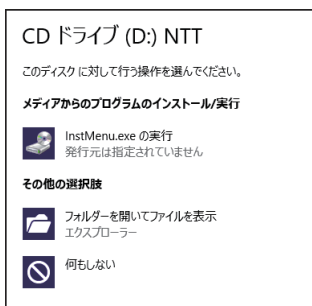 CD ドライブ (D:) NTT
このディスク に対して行う操作を選んでください。
メディアからのプログラムのインストール/実行
InstMenu.exe の実行
発行元は指定されていません
その他の選択肢
フォルダーを開いてファイルを表示
エクスプローラー
何もしない